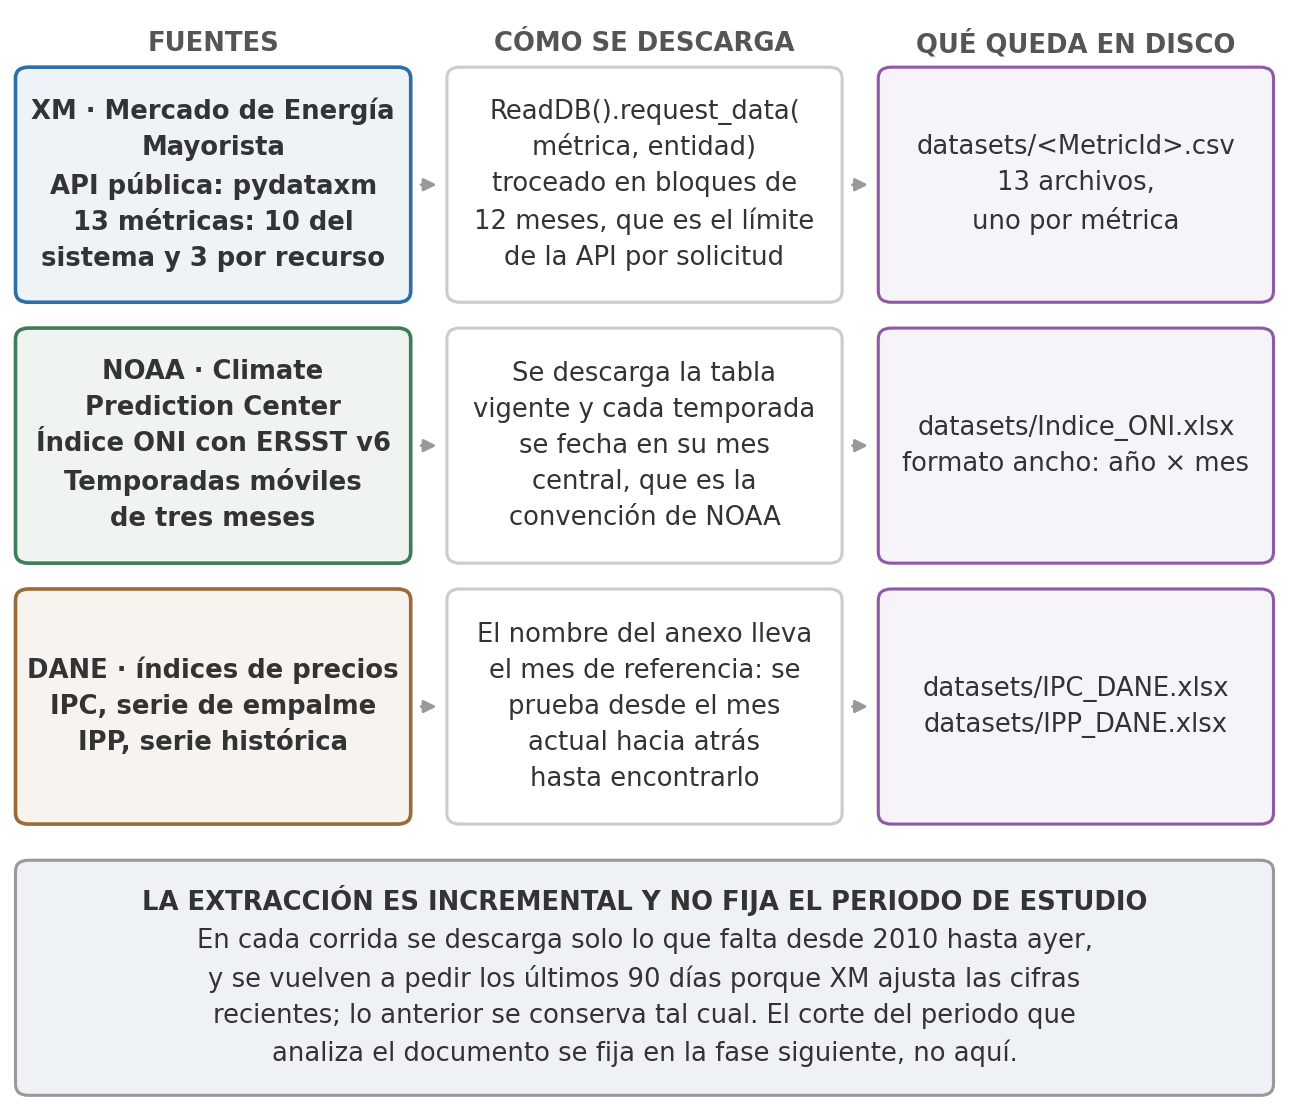 FUENTES
CÓMO SE DESCARGA
QUÉ QUEDA EN DISCO
XM · Mercado de Energía
Mayorista
API pública: pydataxm
13 métricas: 10 del
sistema y 3 por recurso
ReadDB().request_data(
métrica, entidad)
troceado en bloques de
12 meses, que es el límite
de la API por solicitud
datasets/<MetricId>.csv
13 archivos,
uno por métrica
NOAA · Climate
Prediction Center
Índice ONI con ERSST v6
Temporadas móviles
de tres meses
Se descarga la tabla
vigente y cada temporada
se fecha en su mes
central, que es la
convención de NOAA
datasets/Indice_ONI.xlsx
formato ancho: año × mes
DANE · índices de precios
IPC, serie de empalme
IPP, serie histórica
El nombre del anexo lleva
el mes de referencia: se
prueba desde el mes
actual hacia atrás
hasta encontrarlo
datasets/IPC_DANE.xlsx
datasets/IPP_DANE.xlsx
LA EXTRACCIÓN ES INCREMENTAL Y NO FIJA EL PERIODO DE ESTUDIO
En cada corrida se descarga solo lo que falta desde 2010 hasta ayer,
y se vuelven a pedir los últimos 90 días porque XM ajusta las cifras
recientes; lo anterior se conserva tal cual. El corte del periodo que
analiza el documento se fija en la fase siguiente, no aquí.